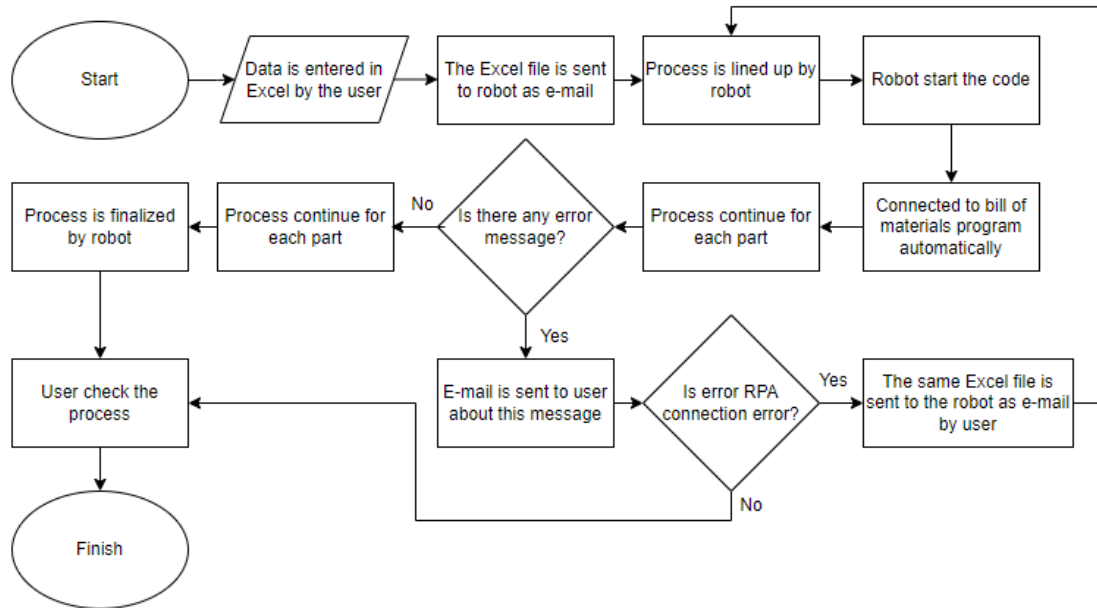 Start
Data is entered in
Excel by the user
The Excel file is sent
to robot as e-mail
Process is lined up by
robot
Robot start the code
Connected to bill of
materials program
automatically
Process continue for
each part
Is there any error
message?
No
Process continue for
each part
Process is finalized
by robot
Yes
E-mail is sent to user
about this message
Is error RPA
connection error?
Yes
The same Excel file is
sent to the robot as e-mail
by user
No
User check the
process
Finish